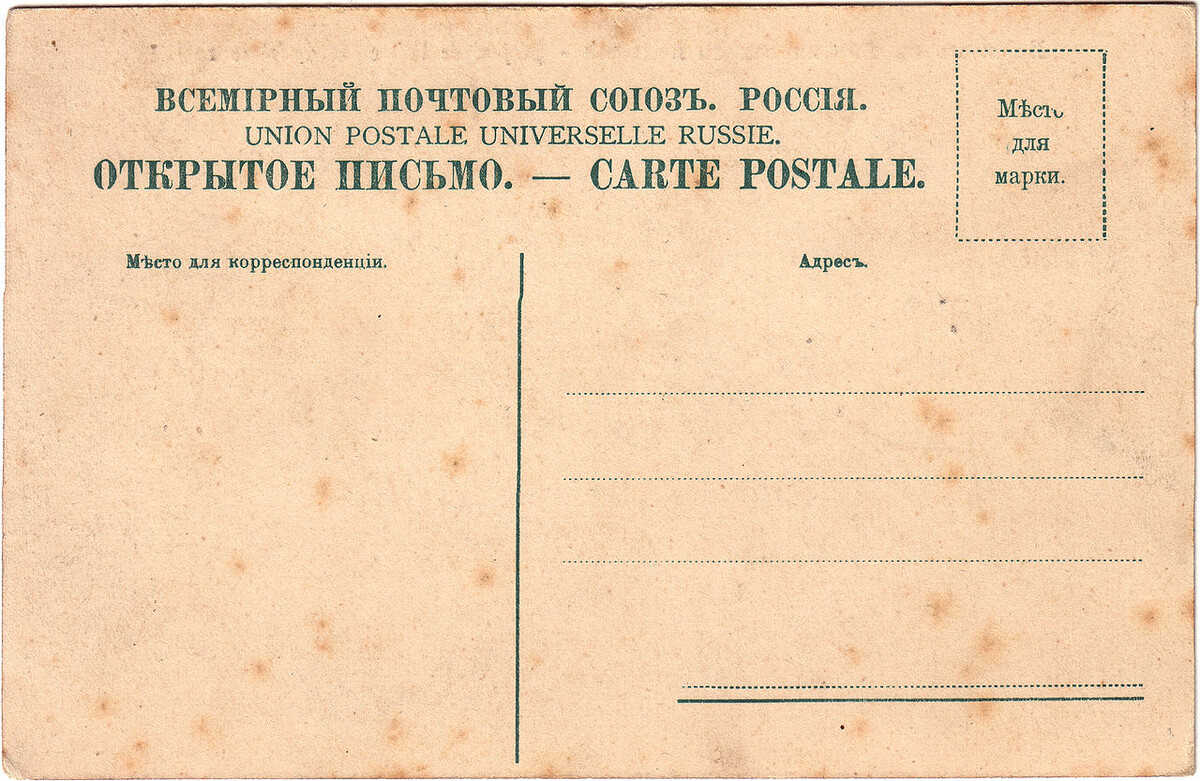 ВСЕМІРНЫЙ ПОЧТОВЫЙ СОЮЗЪ. РОССІЯ.
UNION POSTALE UNIVERSELLE RUSSIE.
ОТКРЫТОЕ ПИСЬМО. — CARTE POSTALE.
Мѣсто
для
марки.
Мѣсто для корреспонденціи.
Адресъ.